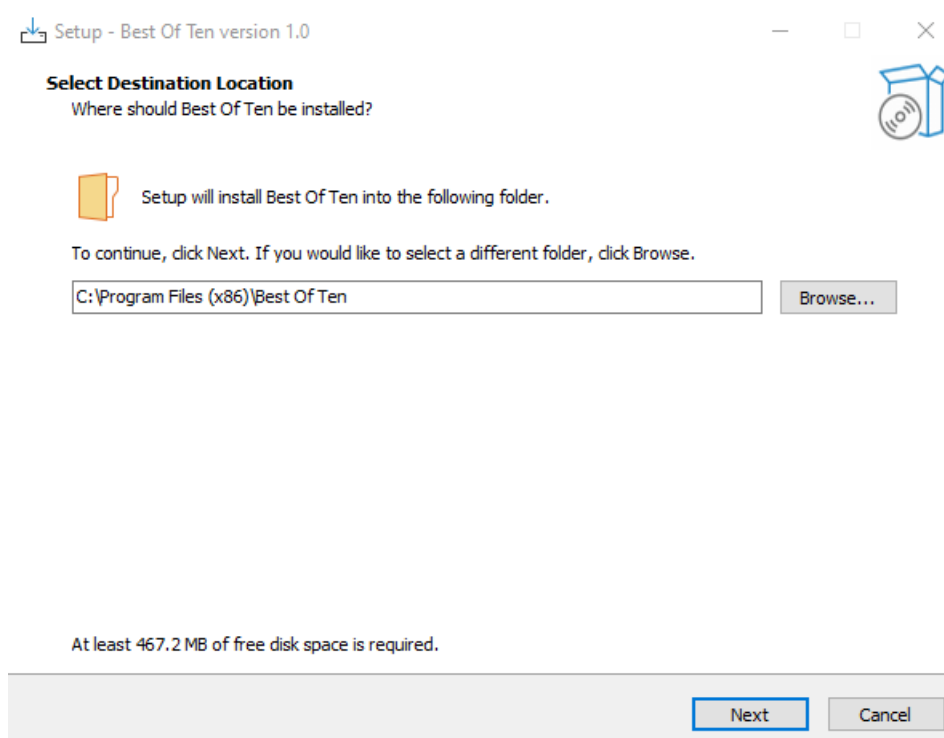 Setup - Best Of Ten version 1.0
Select Destination Location
Where should Best Of Ten be installed?
Setup will install Best Of Ten into the following folder.
To continue, click Next. If you would like to select a different folder, click Browse.
C:\Program Files (x86)\Best Of Ten
Browse...
At least 467.2 MB of free disk space is required.
Next
Cancel